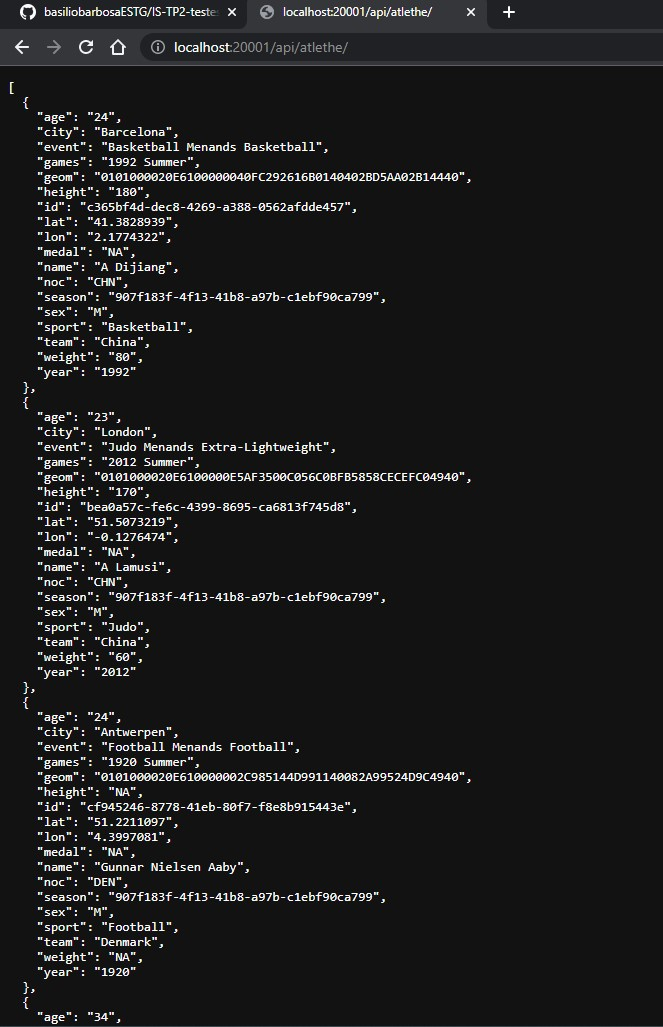 basiliobarbosaESTG/IS-TP2-testes
localhost:20001/api/atlethe/
localhost:20001/api/atlethe/
[
{
"age": "24",
"city": "Barcelona",
"event": "Basketball Menands Basketball",
"games": "1992 Summer",
"geom": "0101000020E6100000040FC292616B0140402BD5AA02B14440",
"height": "180",
"id": "c365bf4d-dec8-4269-a388-0562afdde457",
"lat": "41.3828939",
"lon": "2.1774322",
"medal": "NA",
"name": "A Dijiang",
"noc": "CHN",
"season": "907f183f-4f13-41b8-a97b-c1ebf90ca799",
"sex": "M",
"sport": "Basketball",
"team": "China",
"weight": "80",
"year": "1992"
},
{
"age": "23",
"city": "London",
"event": "Judo Menands Extra-Lightweight",
"games": "2012 Summer",
"geom": "0101000020E6100000E5AF3500C056C0BFB5858CECEFC04940",
"height": "170",
"id": "bea0a57c-fe6c-4399-8695-ca6813f745d8",
"lat": "51.5073219",
"lon": "-0.1276474",
"medal": "NA",
"name": "A Lamusi",
"noc": "CHN",
"season": "907f183f-4f13-41b8-a97b-c1ebf90ca799",
"sex": "M",
"sport": "Judo",
"team": "China",
"weight": "60",
"year": "2012"
},
{
"age": "24",
"city": "Antwerpen",
"event": "Football Menands Football",
"games": "1920 Summer",
"geom": "0101000020E610000002C985144D991140082A99524D9C4940",
"height": "NA",
"id": "cf945246-8778-41eb-80f7-f8e8b915443e",
"lat": "51.2211097",
"lon": "4.3997081",
"medal": "NA",
"name": "Gunnar Nielsen Aaby",
"noc": "DEN",
"season": "907f183f-4f13-41b8-a97b-c1ebf90ca799",
"sex": "M",
"sport": "Football",
"team": "Denmark",
"weight": "NA",
"year": "1920"
},
{
"age": "34",